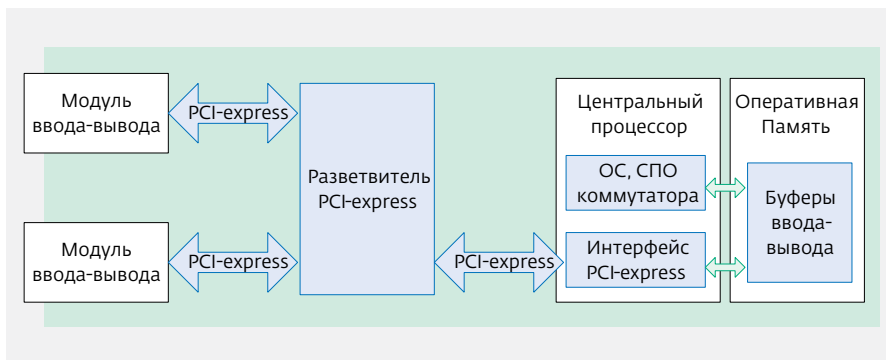 Модуль
ввода-вывода
PCI-express
Модуль
ввода-вывода
PCI-express
Разветвитель
PCI-express
PCI-express
Центральный
процессор
ОС, СПО
коммутатора
Интерфейс
PCI-express
Оперативная
Память
Буферы
ввода-
вывода